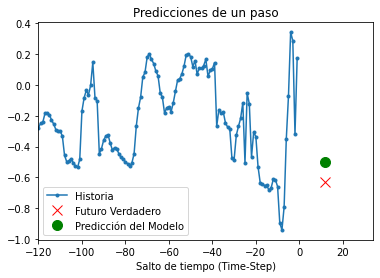 Predicciones de un paso
0.4
0.2
0.0
−0.2
−0.4
−0.6
−0.8
−1.0
Historia
Futuro Verdadero
Predicción del Modelo
−120 −100 −80 −60 −40 −20 0 20
Salto de tiempo (Time-Step)